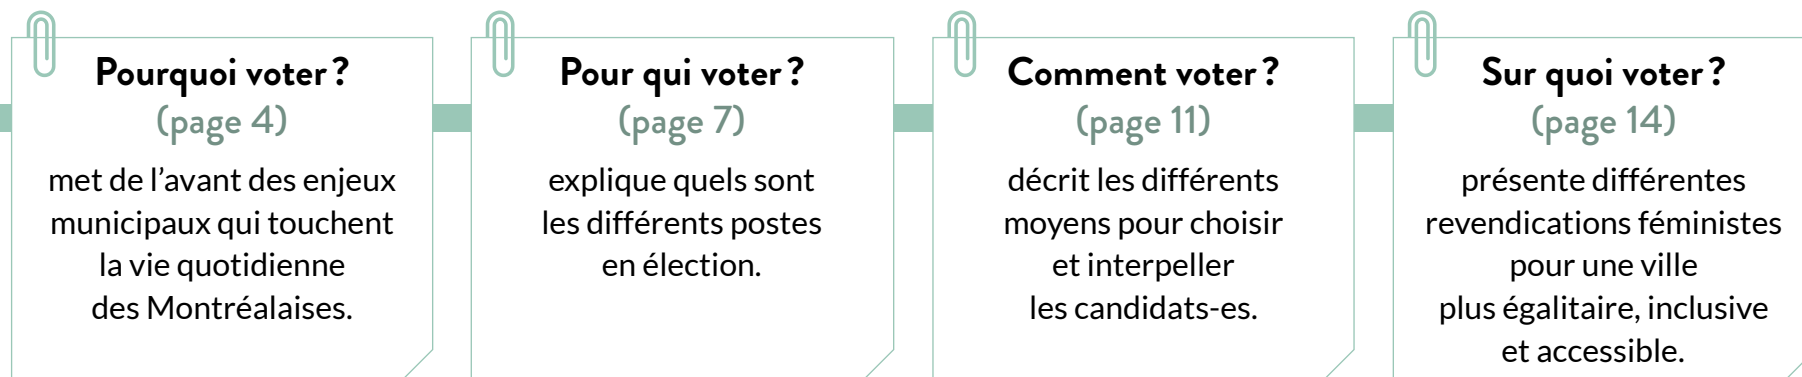 Pourquoi voter ?
(page 4)
met de l’avant des enjeux
municipaux qui touchent
la vie quotidienne
des Montréalaises.
Pour qui voter ?
(page 7)
explique quels sont
les différents postes
en élection.
Comment voter ?
(page 11)
décrit les différents
moyens pour choisir
et interpeller
les candidats-es.
Sur quoi voter ?
(page 14)
présente différentes
revendications féministes
pour une ville
plus égalitaire, inclusive
et accessible.